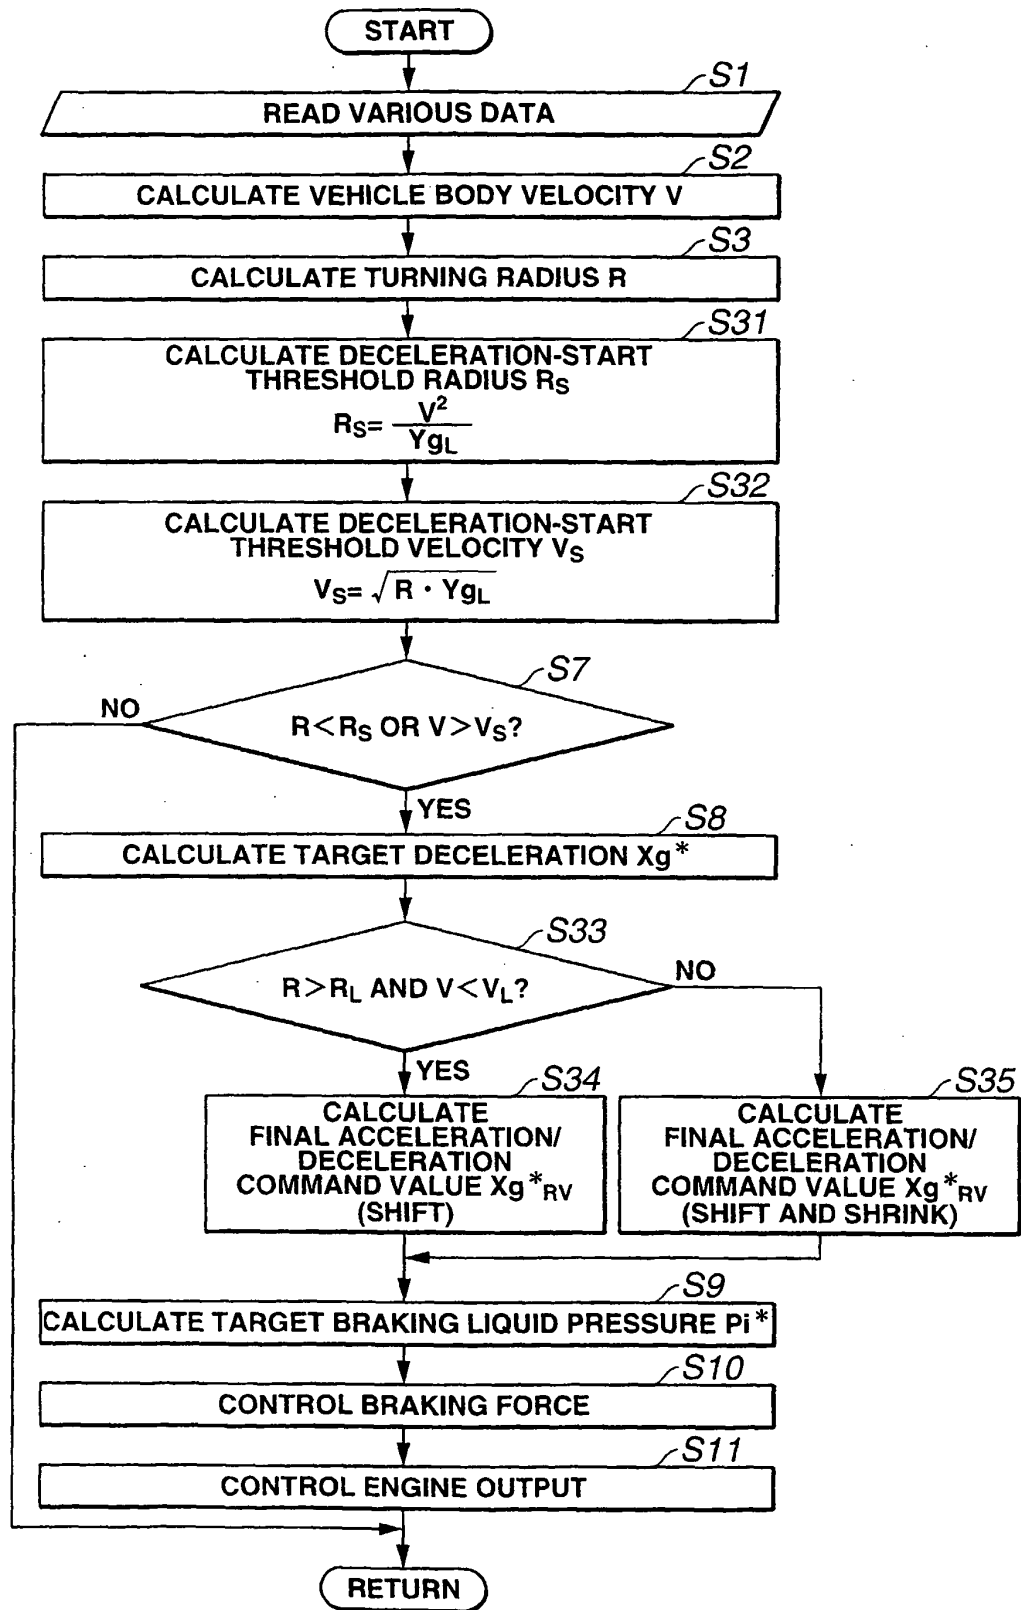 START
S1
READ VARIOUS DATA
S2
CALCULATE VEHICLE BODY VELOCITY V
S3
CALCULATE TURNING RADIUS R
S31
CALCULATE DECELERATION-START
THRESHOLD RADIUS RS
RS= V²/YgL
S32
CALCULATE DECELERATION-START
THRESHOLD VELOCITY VS
VS= √R · YgL
S7
NO
R<RS OR V>VS?
YES
S8
CALCULATE TARGET DECELERATION Xg*
S33
NO
R>RL AND V<VL?
YES
S34
CALCULATE
FINAL ACCELERATION/
DECELERATION
COMMAND VALUE Xg*RV
(SHIFT)
S35
CALCULATE
FINAL ACCELERATION/
DECELERATION
COMMAND VALUE Xg*RV
(SHIFT AND SHRINK)
S9
CALCULATE TARGET BRAKING LIQUID PRESSURE Pi*
S10
CONTROL BRAKING FORCE
S11
CONTROL ENGINE OUTPUT
RETURN